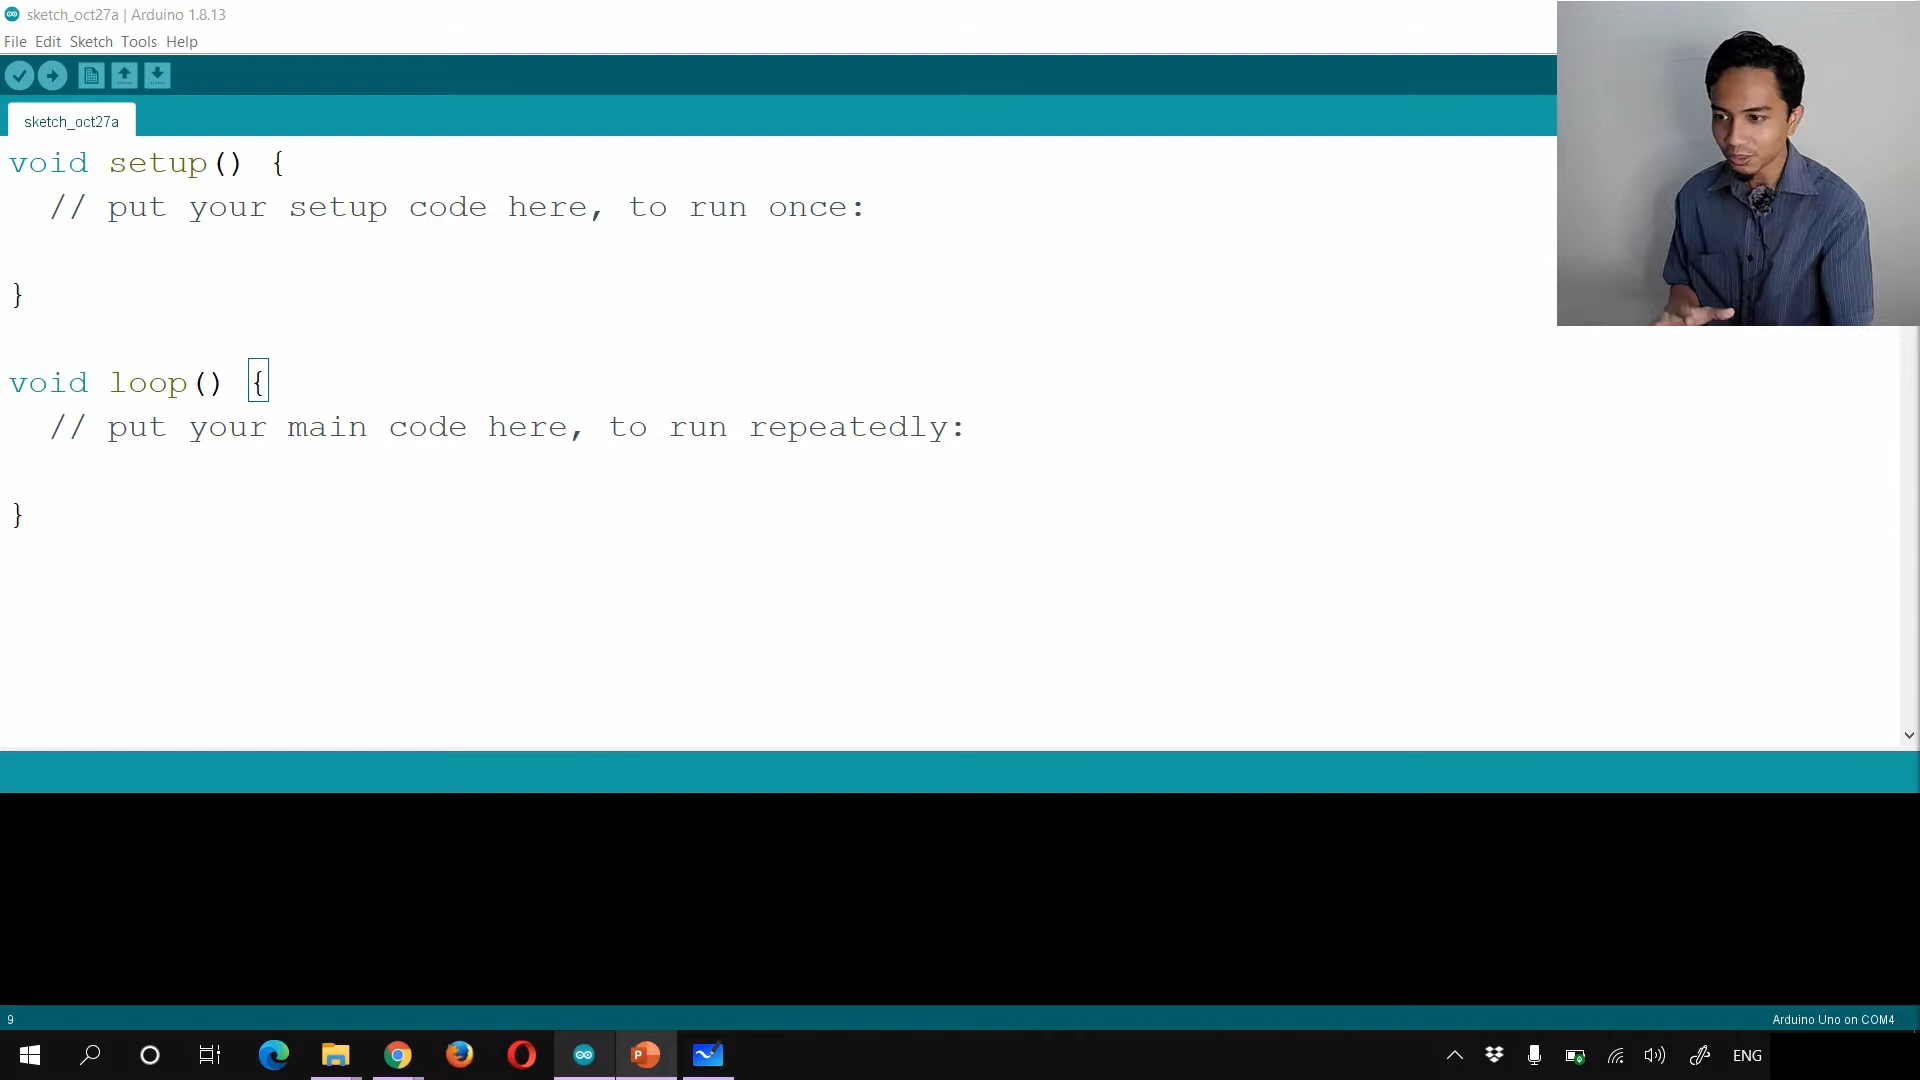 sketch_oct27a | Arduino 1.8.13
File Edit Sketch Tools Help
sketch_oct27a
void setup() {
// put your setup code here, to run once:
}
void loop() {
// put your main code here, to run repeatedly:
}
9
Arduino Uno on COM4
ENG